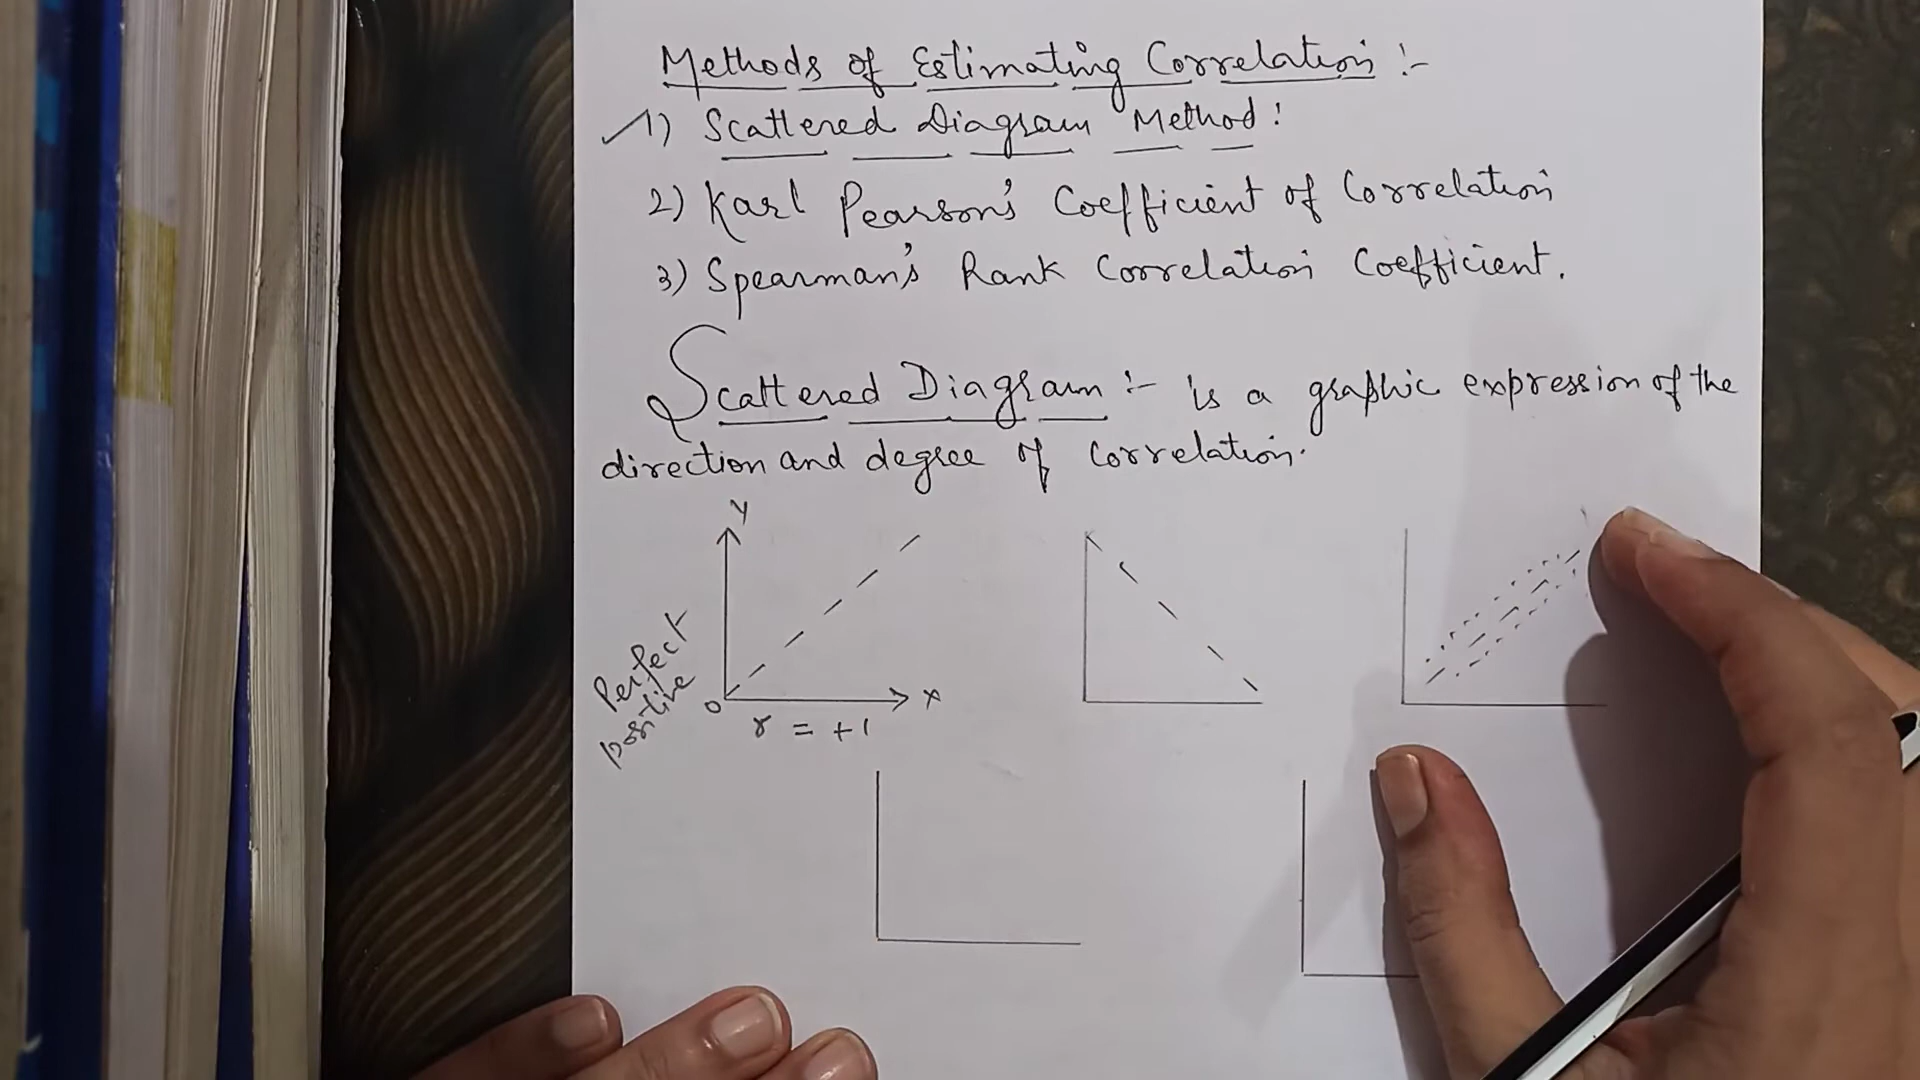 Methods of Estimating Correlation :-
1) Scattered Diagram Method :
2) Karl Pearson's Coefficient of Correlation
3) Spearman's Rank Correlation Coefficient.
Scattered Diagram :- is a graphic expression of the
direction and degree of correlation.
Y
Perfect
positive
0
X
r = +1